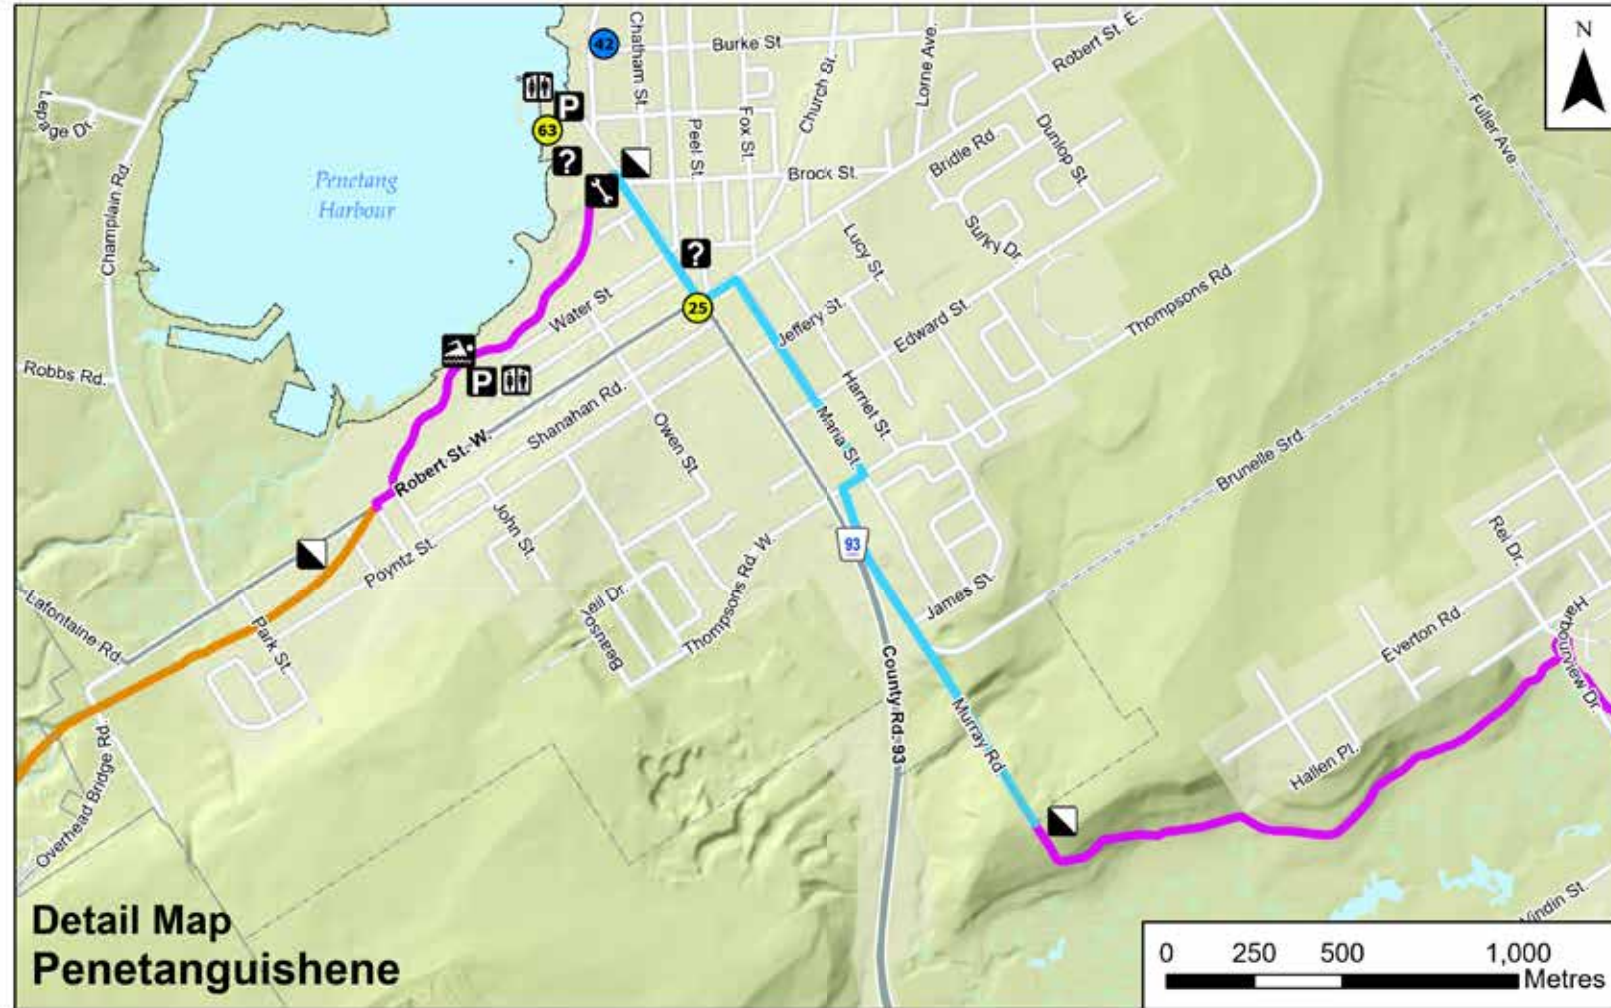 N
Chatham St.
42
Burke St
Church St.
Lorne Ave.
Robert St. E.
Fuller Ave.
Lepage Dr.
P
63
Peel St.
Fox St.
Dunlop St.
Bridle Rd.
Brock St.
?
Champlain Rd.
Penetang
Harbour
Surky Dr.
Lucy St.
?
25
Water St
Jeffery St.
Edward St.
Thompsons Rd.
Robbs Rd.
P
Shanahan Rd.
Harriet St.
Maria St.
Owen St.
Robert St. W.
Brunelle Srd.
John St.
Poyntz St.
93
Rei Dr.
Thompsons Rd. W.
James St.
Lafontaine Rd.
Park St.
Beausoleil Dr.
Everton Rd
Harbourview Dr.
County Rd. 93
Murray Rd
Overhead Bridge Rd.
Hallen Pl.
Vindin St.
Detail Map
Penetanguishene
0 250 500 1,000
Metres